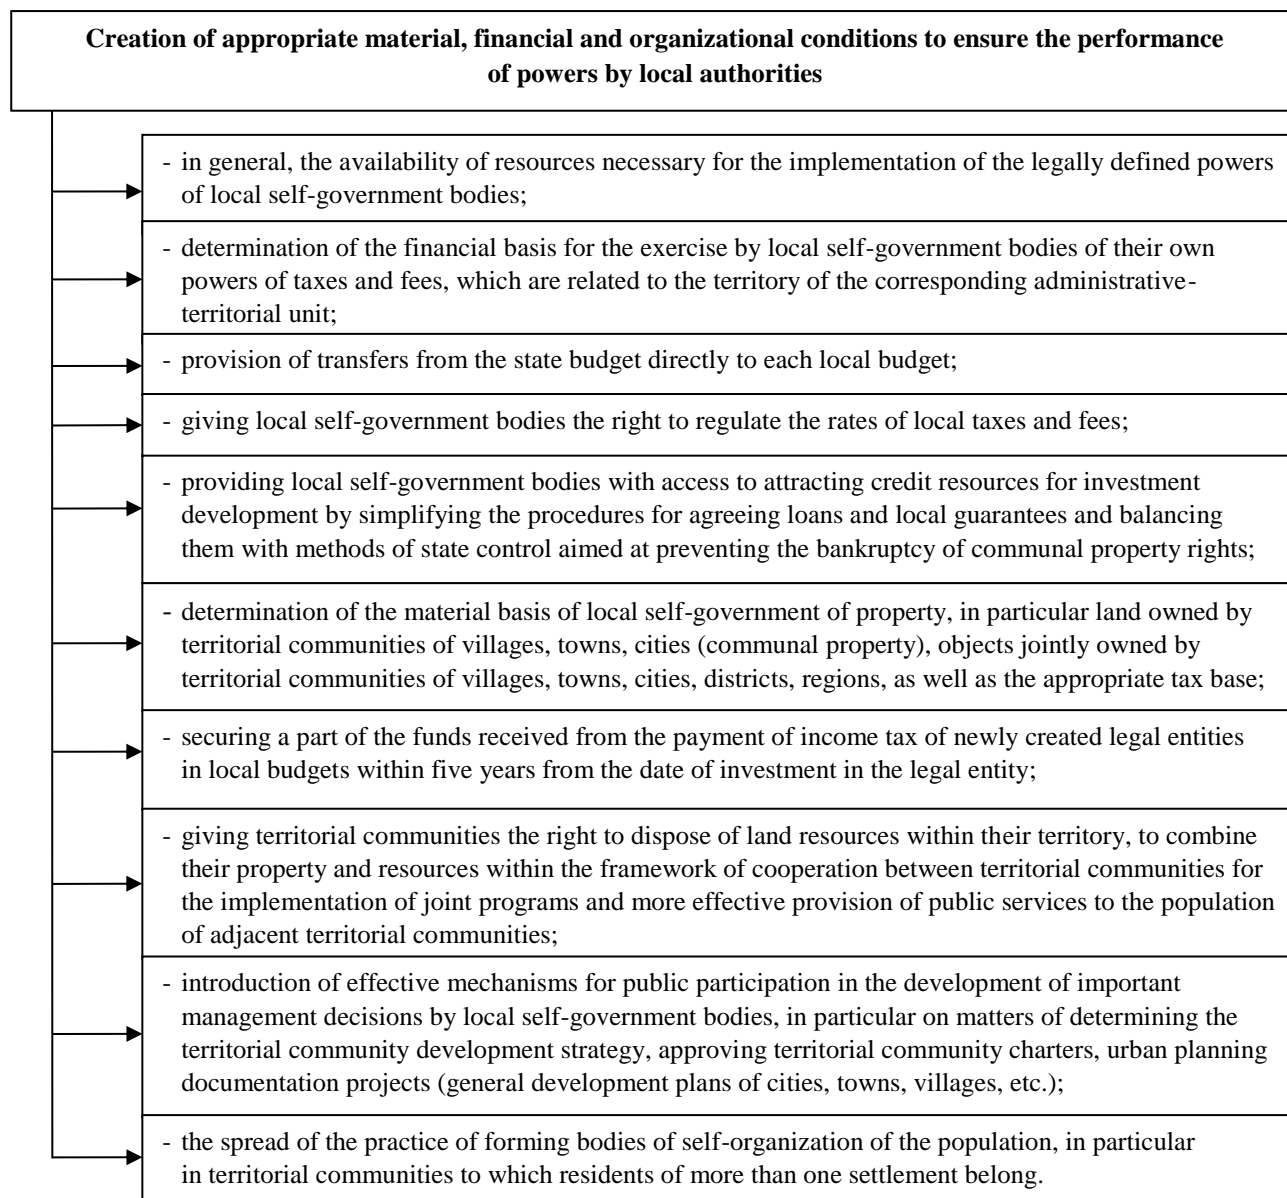 Creation of appropriate material, financial and organizational conditions to ensure the performance
of powers by local authorities
- in general, the availability of resources necessary for the implementation of the legally defined powers
of local self-government bodies;
- determination of the financial basis for the exercise by local self-government bodies of their own
powers of taxes and fees, which are related to the territory of the corresponding administrative-
territorial unit;
- provision of transfers from the state budget directly to each local budget;
- giving local self-government bodies the right to regulate the rates of local taxes and fees;
- providing local self-government bodies with access to attracting credit resources for investment
development by simplifying the procedures for agreeing loans and local guarantees and balancing
them with methods of state control aimed at preventing the bankruptcy of communal property rights;
- determination of the material basis of local self-government of property, in particular land owned by
territorial communities of villages, towns, cities (communal property), objects jointly owned by
territorial communities of villages, towns, cities, districts, regions, as well as the appropriate tax base;
- securing a part of the funds received from the payment of income tax of newly created legal entities
in local budgets within five years from the date of investment in the legal entity;
- giving territorial communities the right to dispose of land resources within their territory, to combine
their property and resources within the framework of cooperation between territorial communities for
the implementation of joint programs and more effective provision of public services to the population
of adjacent territorial communities;
- introduction of effective mechanisms for public participation in the development of important
management decisions by local self-government bodies, in particular on matters of determining the
territorial community development strategy, approving territorial community charters, urban planning
documentation projects (general development plans of cities, towns, villages, etc.);
- the spread of the practice of forming bodies of self-organization of the population, in particular
in territorial communities to which residents of more than one settlement belong.